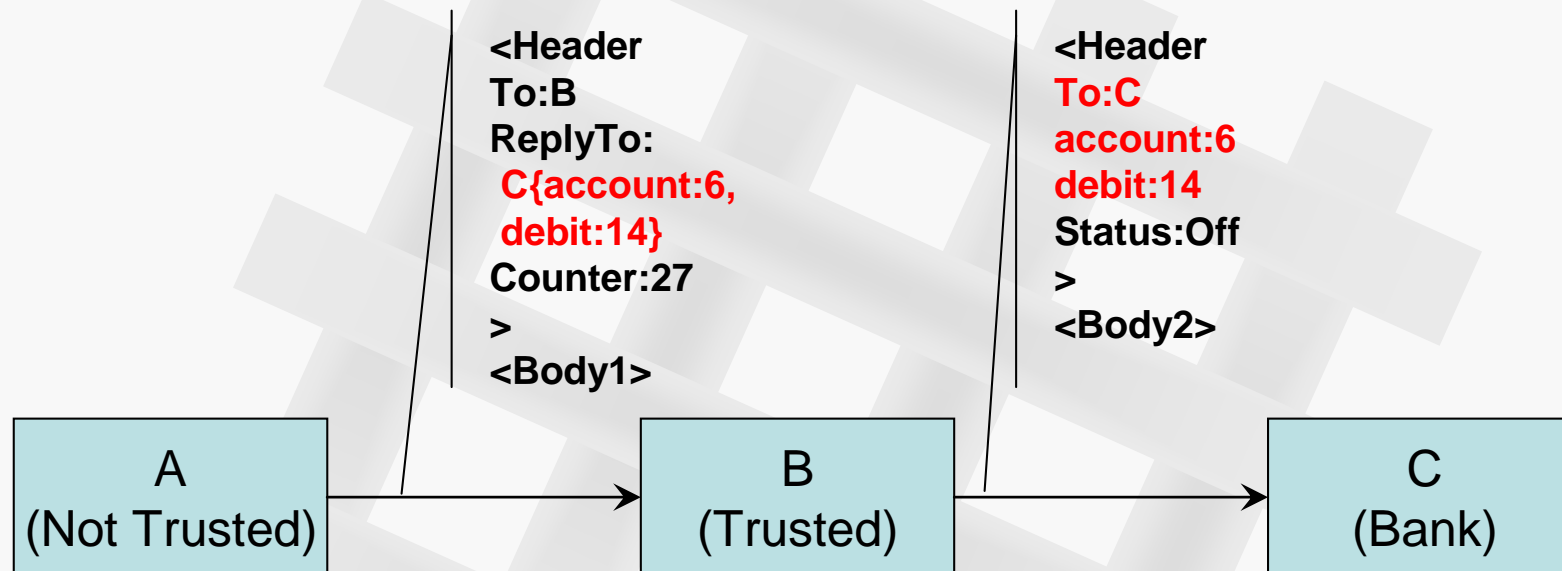 <Header
To:B
ReplyTo:
C{account:6,
debit:14}
Counter:27
>
<Body1>
<Header
To:C
account:6
debit:14
Status:Off
>
<Body2>
A
(Not Trusted)
B
(Trusted)
C
(Bank)